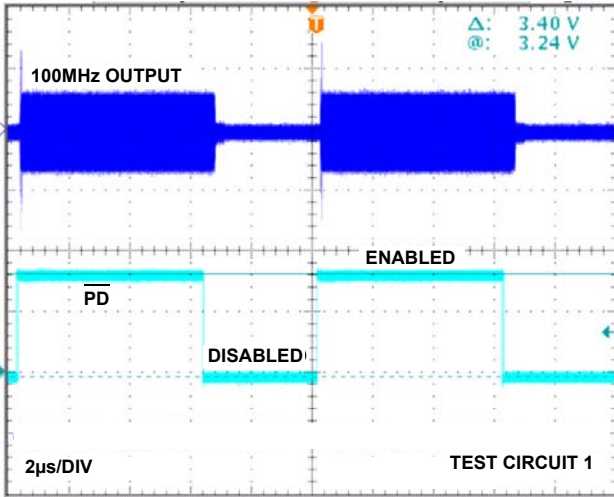 T
Δ: 3.40 V
@: 3.24 V
100MHz OUTPUT
ENABLED
PD
DISABLED
2µs/DIV
TEST CIRCUIT 1